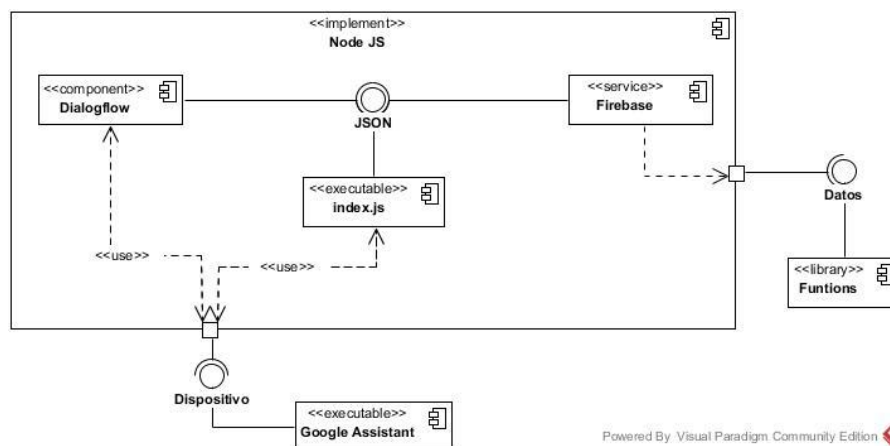 <<implement>>
Node JS
<<component>>
Dialogflow
JSON
<<service>>
Firebase
<<executable>>
index.js
Datos
<<use>>
<<use>>
<<library>>
Funtions
Dispositivo
<<executable>>
Google Assistant
Powered By Visual Paradigm Community Edition